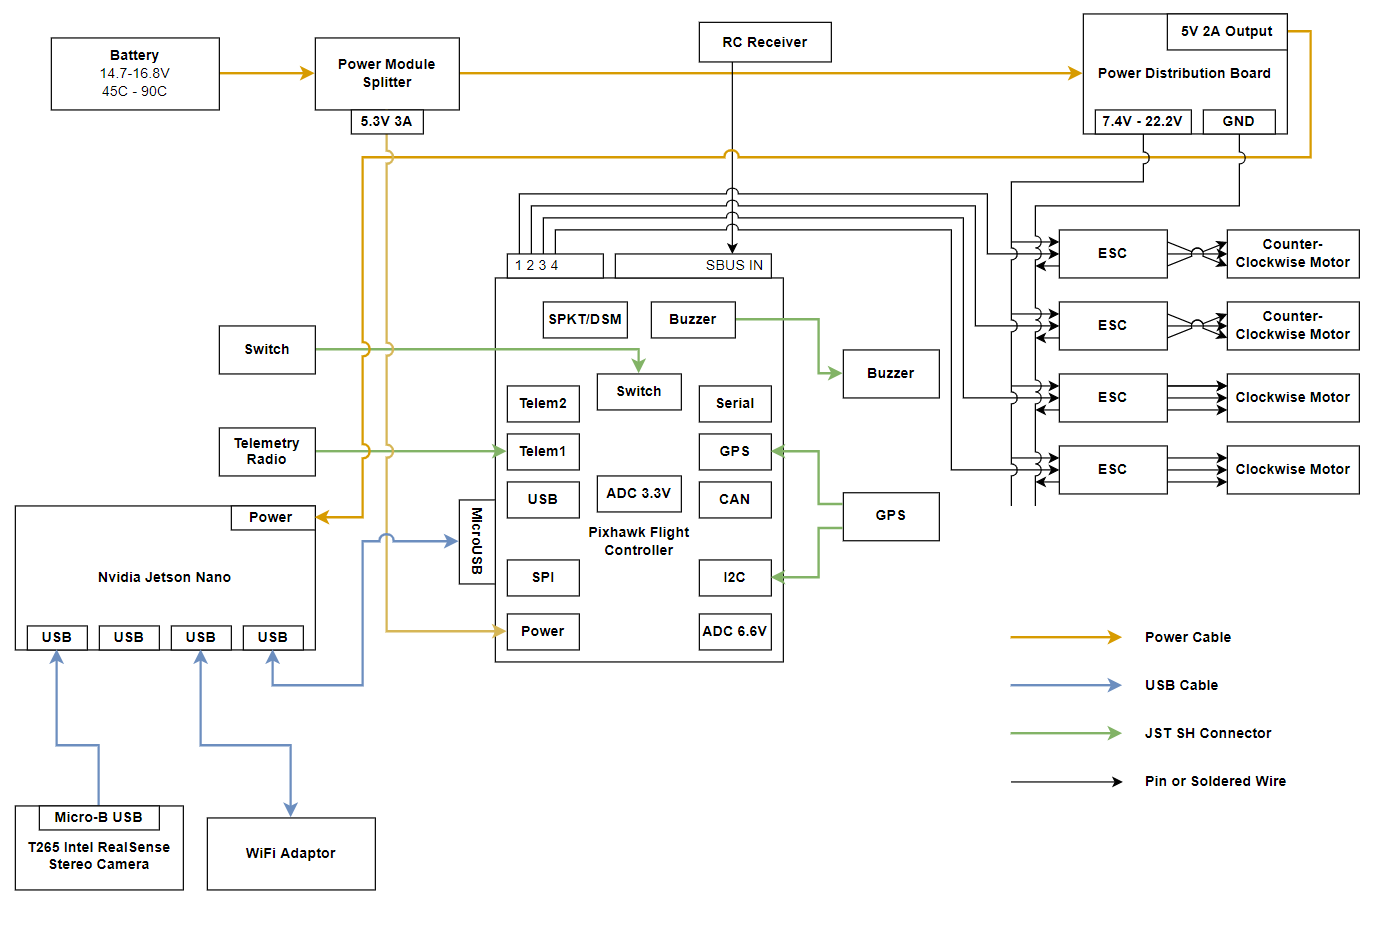 Battery
14.7-16.8V
45C - 90C
Power Module
Splitter
5.3V 3A
RC Receiver
5V 2A Output
Power Distribution Board
7.4V - 22.2V
GND
1 2 3 4
SBUS IN
ESC
Counter-
Clockwise Motor
ESC
Counter-
Clockwise Motor
ESC
Clockwise Motor
ESC
Clockwise Motor
SPKT/DSM
Buzzer
Switch
Switch
Buzzer
Telem2
Serial
Telemetry
Radio
Telem1
GPS
USB
ADC 3.3V
CAN
GPS
MicroUSB
Pixhawk Flight
Controller
SPI
I2C
Power
ADC 6.6V
Power
Nvidia Jetson Nano
USB
USB
USB
USB
Micro-B USB
T265 Intel RealSense
Stereo Camera
WiFi Adaptor
Power Cable
USB Cable
JST SH Connector
Pin or Soldered Wire